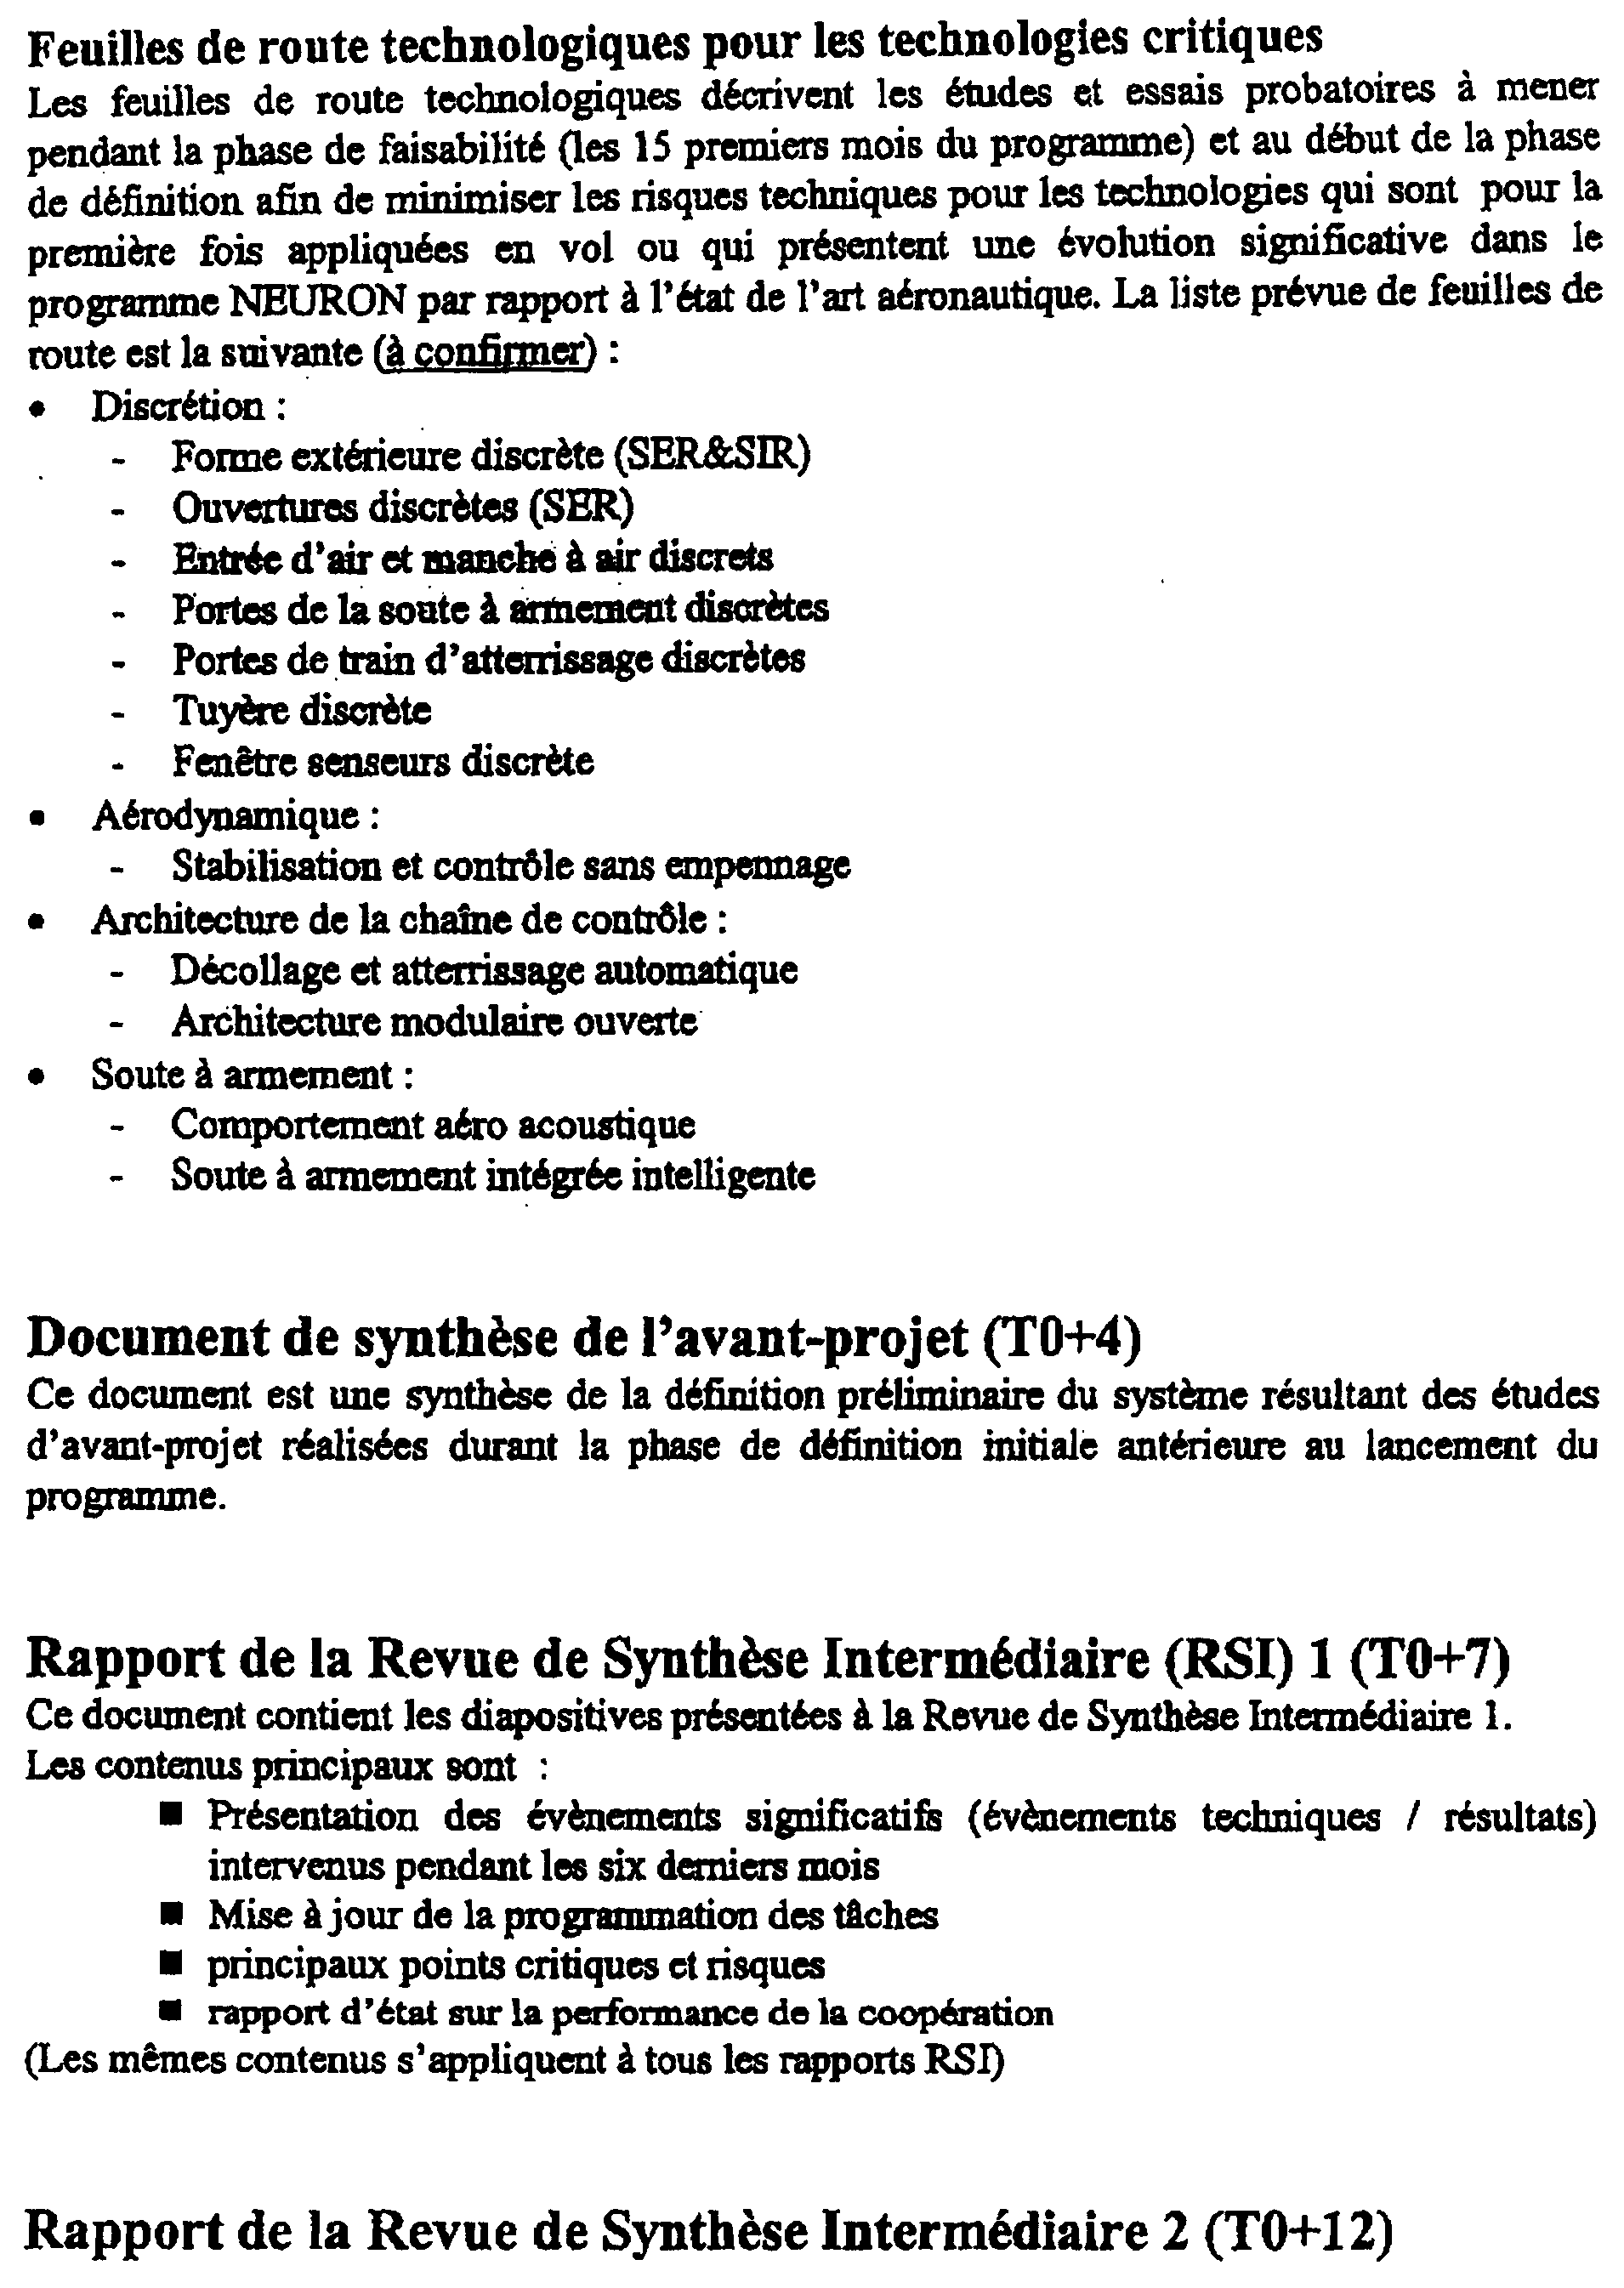 Feuilles de route technologiques pour les technologies critiques
Les feuilles de route technologiques décrivent les études et essais probatoires à mener
pendant la phase de faisabilité (les 15 premiers mois du programme) et au début de la phase
de définition afin de minimiser les risques techniques pour les technologies qui sont pour la
première fois appliquées en vol ou qui présentent une évolution significative dans le
programme NEURON par rapport à l'état de l'art aéronautique. La liste prévue de feuilles de
route est la suivante (à confirmer) :
• Discrétion :
- Forme extérieure discrète (SER&SIR)
- Ouvertures discrètes (SER)
- Entrée d'air et manche à air discrets
- Portes de la soute à armement discrètes
- Portes de train d'atterrissage discrètes
- Tuyère discrète
- Fenêtre senseurs discrète
• Aérodynamique :
- Stabilisation et contrôle sans empennage
• Architecture de la chaîne de contrôle :
- Décollage et atterrissage automatique
- Architecture modulaire ouverte
• Soute à armement :
- Comportement aéro acoustique
- Soute à armement intégrée intelligente
Document de synthèse de l'avant-projet (T0+4)
Ce document est une synthèse de la définition préliminaire du système résultant des études
d'avant-projet réalisées durant la phase de définition initiale antérieure au lancement du
programme.
Rapport de la Revue de Synthèse Intermédiaire (RSI) 1 (T0+7)
Ce document contient les diapositives présentées à la Revue de Synthèse Intermédiaire 1.
Les contenus principaux sont :
■ Présentation des évènements significatifs (évènements techniques / résultats)
intervenus pendant les six derniers mois
■ Mise à jour de la programmation des tâches
■ principaux points critiques et risques
■ rapport d'état sur la performance de la coopération
(Les mêmes contenus s'appliquent à tous les rapports RSI)
Rapport de la Revue de Synthèse Intermédiaire 2 (T0+12)